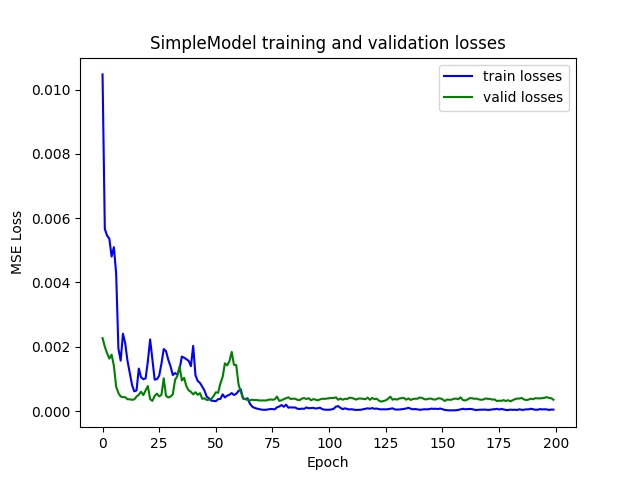 SimpleModel training and validation losses
train losses
valid losses
0.010
0.008
0.006
0.004
0.002
0.000
MSE Loss
0 25 50 75 100 125 150 175 200
Epoch